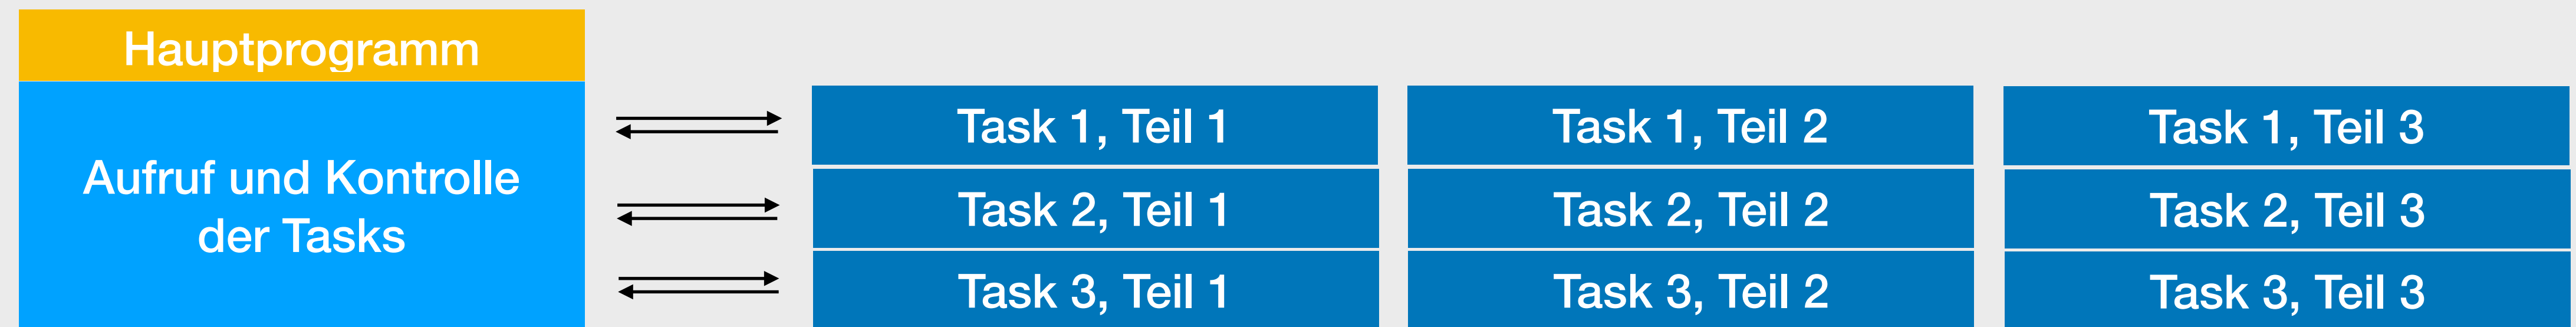 Hauptprogramm
Aufruf und Kontrolle
der Tasks
Task 1, Teil 1
Task 1, Teil 2
Task 1, Teil 3
Task 2, Teil 1
Task 2, Teil 2
Task 2, Teil 3
Task 3, Teil 1
Task 3, Teil 2
Task 3, Teil 3